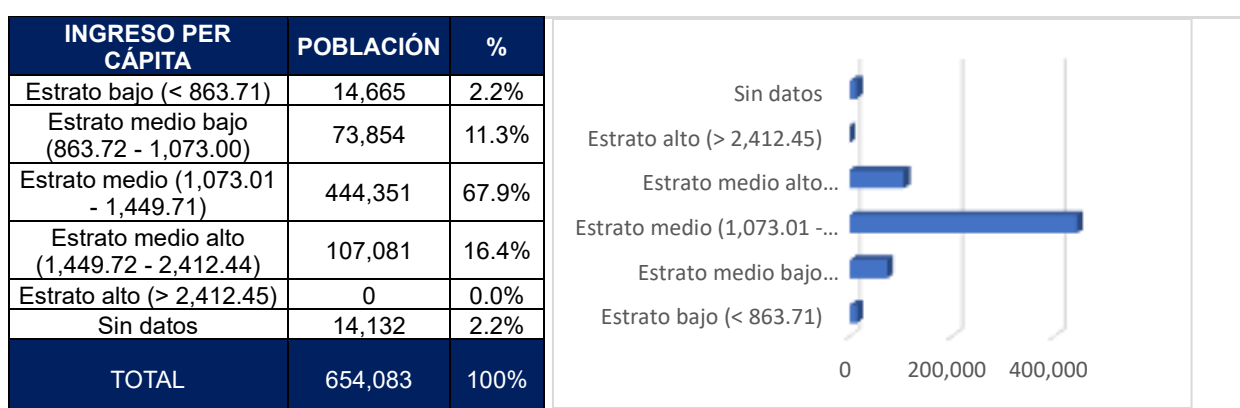 INGRESO PER
CÁPITA
POBLACIÓN
%
Estrato bajo (< 863.71)
14,665
2.2%
Estrato medio bajo
(863.72 - 1,073.00)
73,854
11.3%
Estrato medio (1,073.01
- 1,449.71)
444,351
67.9%
Estrato medio alto
(1,449.72 - 2,412.44)
107,081
16.4%
Estrato alto (> 2,412.45)
0
0.0%
Sin datos
14,132
2.2%
TOTAL
654,083
100%
Sin datos
Estrato alto (> 2,412.45)
Estrato medio alto…
Estrato medio (1,073.01 -…
Estrato medio bajo…
Estrato bajo (< 863.71)
0
200,000
400,000